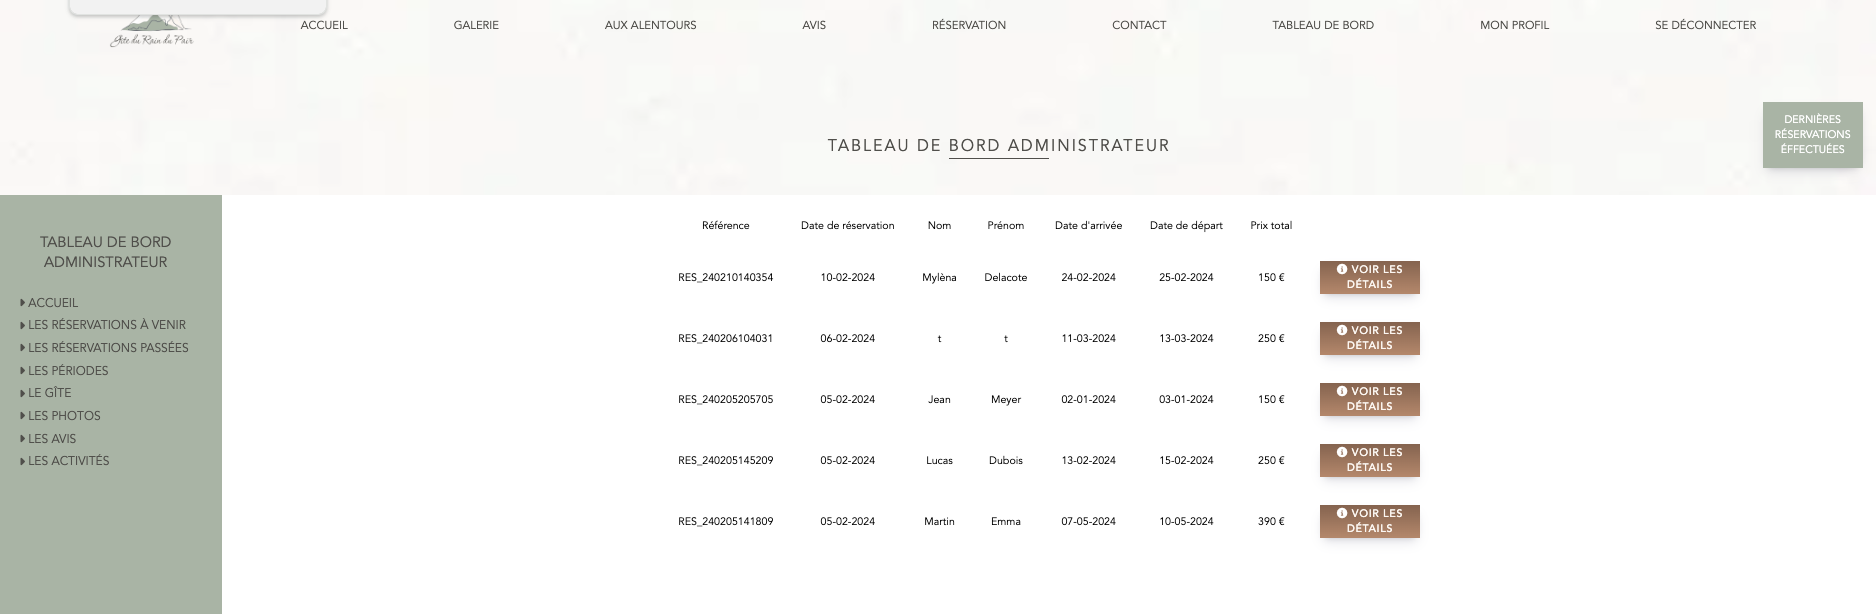 ACCUEIL GALERIE AUX ALENTOURS AVIS RÉSERVATION CONTACT TABLEAU DE BORD MON PROFIL SE DÉCONNECTER
Gîte du Rain du Pair
DERNIÈRES
RÉSERVATIONS
ÉFFECTUÉES
TABLEAU DE BORD ADMINISTRATEUR
TABLEAU DE BORD
ADMINISTRATEUR
ACCUEIL
LES RÉSERVATIONS À VENIR
LES RÉSERVATIONS PASSÉES
LES PÉRIODES
LE GÎTE
LES PHOTOS
LES AVIS
LES ACTIVITÉS
Référence Date de réservation Nom Prénom Date d'arrivée Date de départ Prix total
RES_240210140354 10-02-2024 Mylèna Delacote 24-02-2024 25-02-2024 150 € VOIR LES
DÉTAILS
RES_240206104031 06-02-2024 t t 11-03-2024 13-03-2024 250 € VOIR LES
DÉTAILS
RES_240205205705 05-02-2024 Jean Meyer 02-01-2024 03-01-2024 150 € VOIR LES
DÉTAILS
RES_240205145209 05-02-2024 Lucas Dubois 13-02-2024 15-02-2024 250 € VOIR LES
DÉTAILS
RES_240205141809 05-02-2024 Martin Emma 07-05-2024 10-05-2024 390 € VOIR LES
DÉTAILS